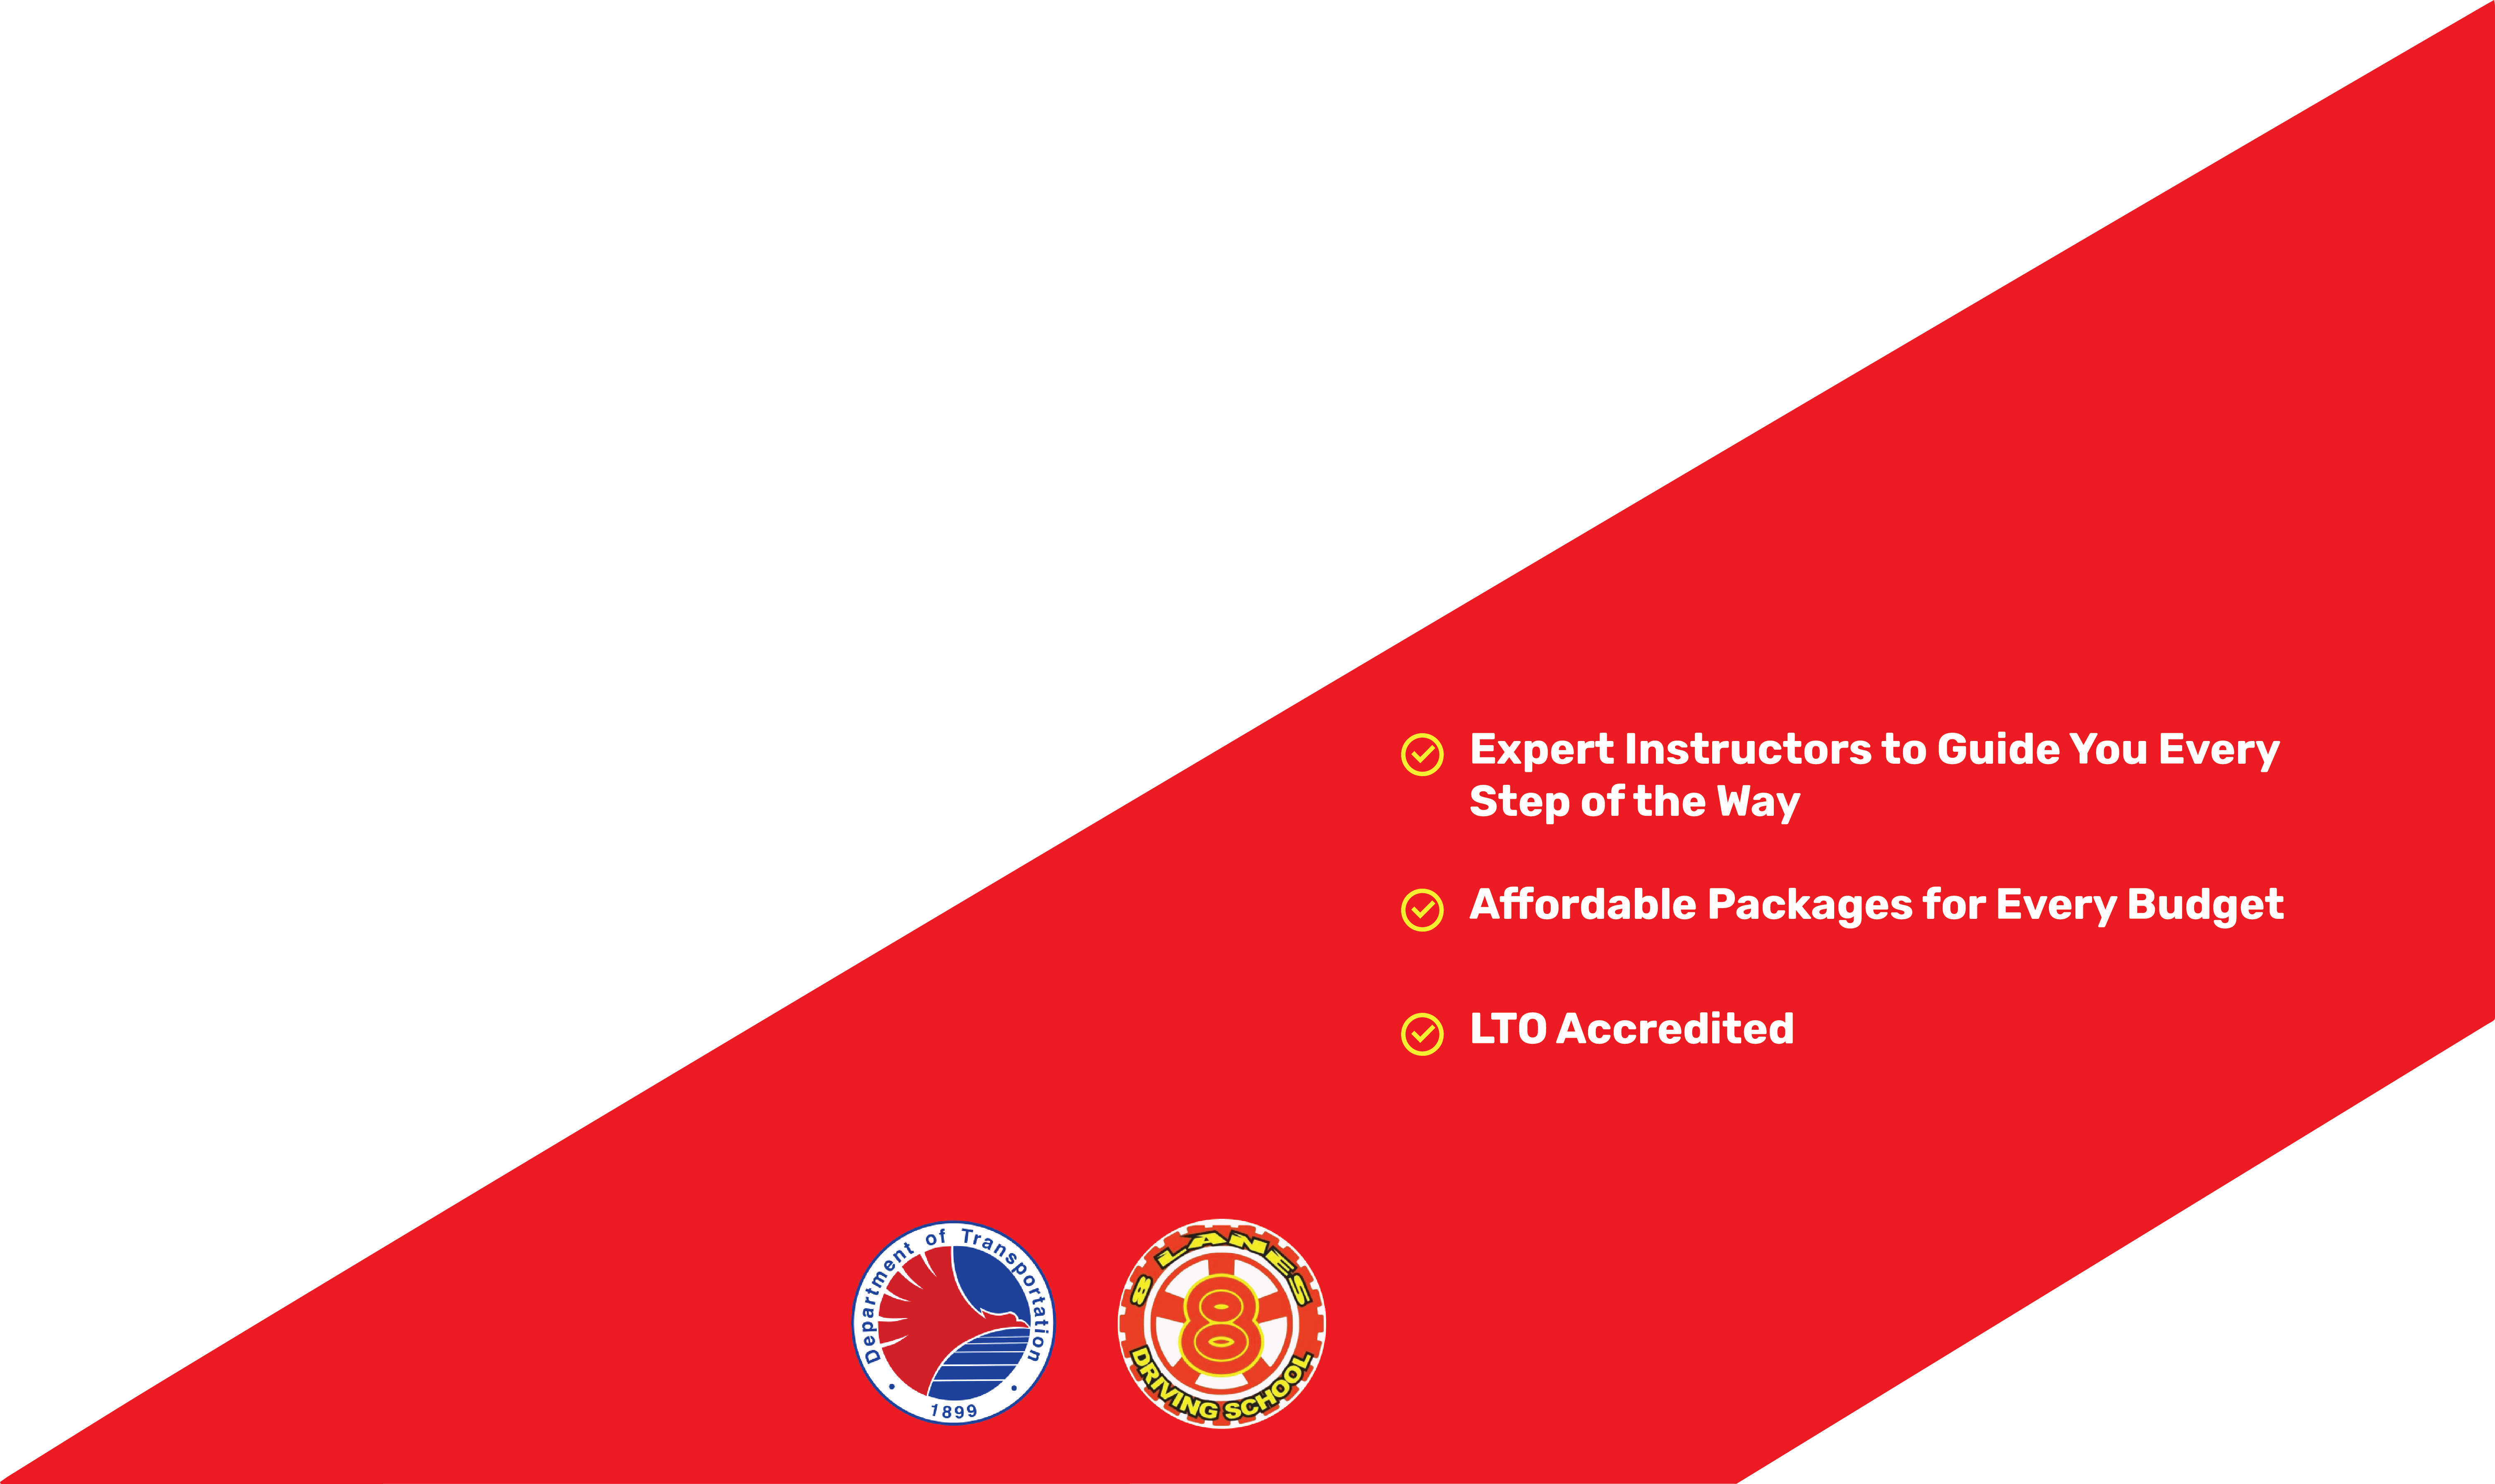 Expert Instructors to Guide You Every
Step of the Way
Affordable Packages for Every Budget
LTO Accredited
Department of Transportation
1899
8 LANES
8
DRIVING SCHOOL